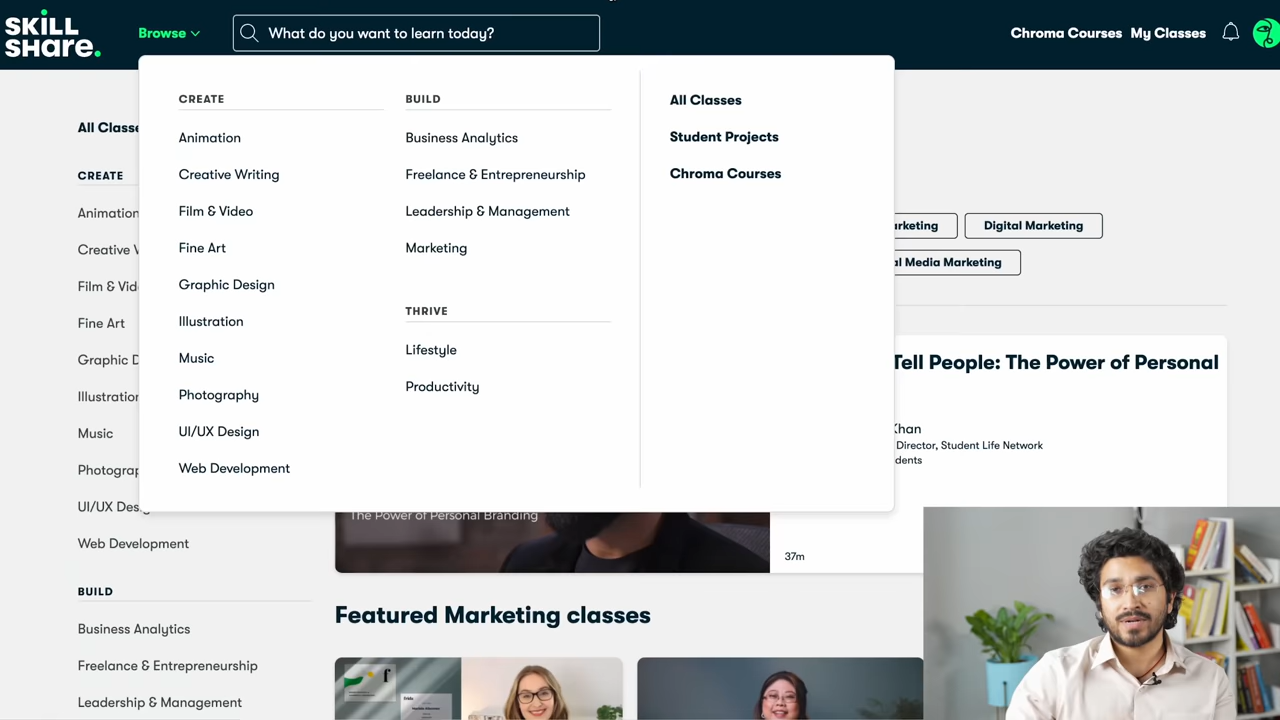 SKILL
SHARE.
Browse
What do you want to learn today?
Chroma Courses
My Classes
CREATE
Animation
Creative Writing
Film & Video
Fine Art
Graphic Design
Illustration
Music
Photography
UI/UX Design
Web Development
BUILD
Business Analytics
Freelance & Entrepreneurship
Leadership & Management
Marketing
THRIVE
Lifestyle
Productivity
All Classes
Student Projects
Chroma Courses
All Classe
CREATE
Animation
Creative
Film & Vid
Fine Art
Graphic D
Illustration
Music
Photograp
UI/UX Des
Web Development
BUILD
Business Analytics
Freelance & Entrepreneurship
Leadership & Management
rketing
Digital Marketing
al Media Marketing
Tell People: The Power of Personal
Khan
Director, Student Life Network
dents
The Power of Personal Branding
37m
Featured Marketing classes